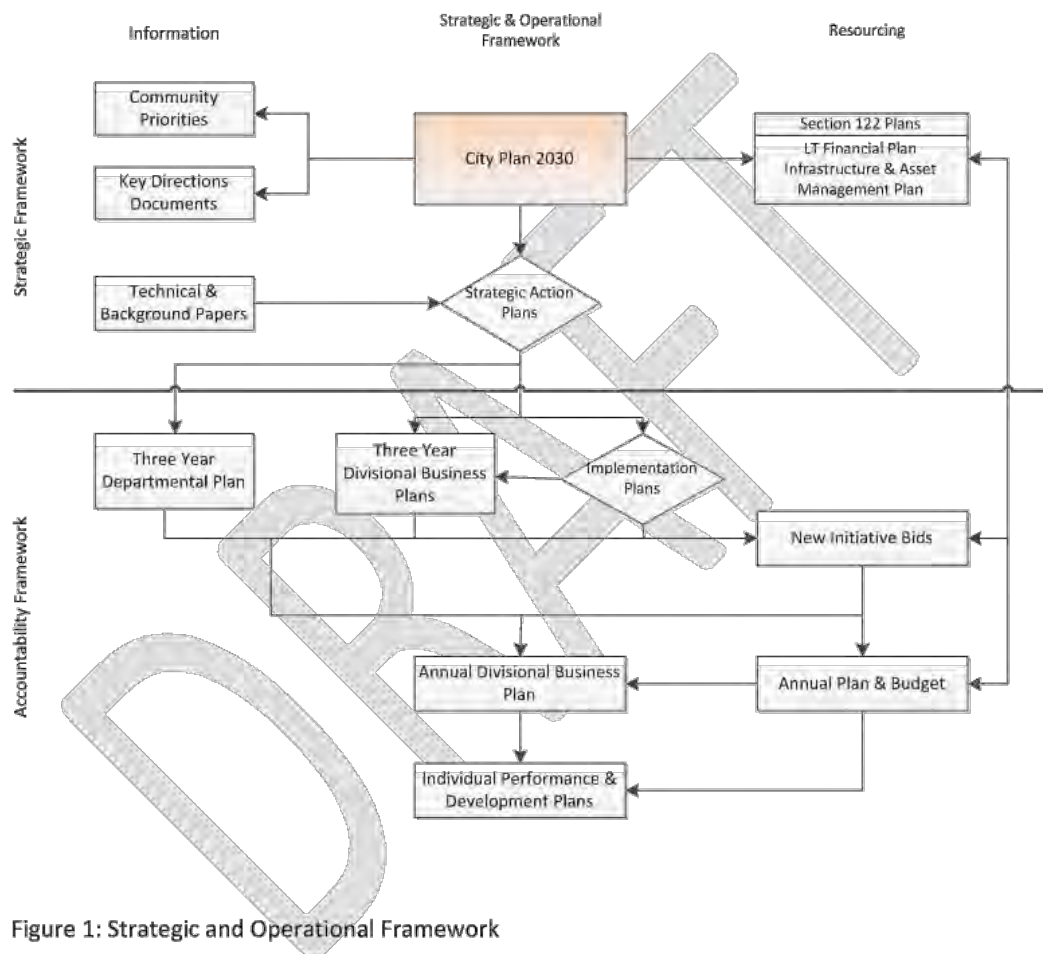 Information
Strategic & Operational
Framework
Resourcing
Strategic Framework
Community
Priorities
Key Directions
Documents
City Plan 2030
Section 122 Plans
LT Financial Plan
Infrastructure & Asset
Management Plan
Technical &
Background Papers
Strategic Action
Plans
Accountability Framework
Three Year
Departmental Plan
Three Year
Divisional Business
Plans
Implementation
Plans
New Initiative Bids
Annual Divisional Business
Plan
Annual Plan & Budget
Individual Performance &
Development Plans
DRAFT
Figure 1: Strategic and Operational Framework